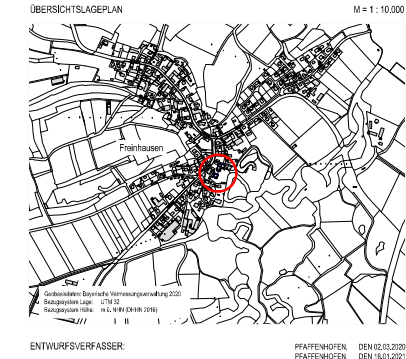 ÜBERSICHTSLAGEPLAN M = 1 : 10.000
Freinhausen
Geobasisdaten: Bayerische Vermessungsverwaltung 2020
Bezugssystem Lage: UTM 32
Bezugssystem Höhe: m ü. NHN (DHHN 2016)
ENTWURFSVERFASSER: PFAFFENHOFEN, DEN 02.03.2020
PFAFFENHOFEN, DEN 18.01.2021